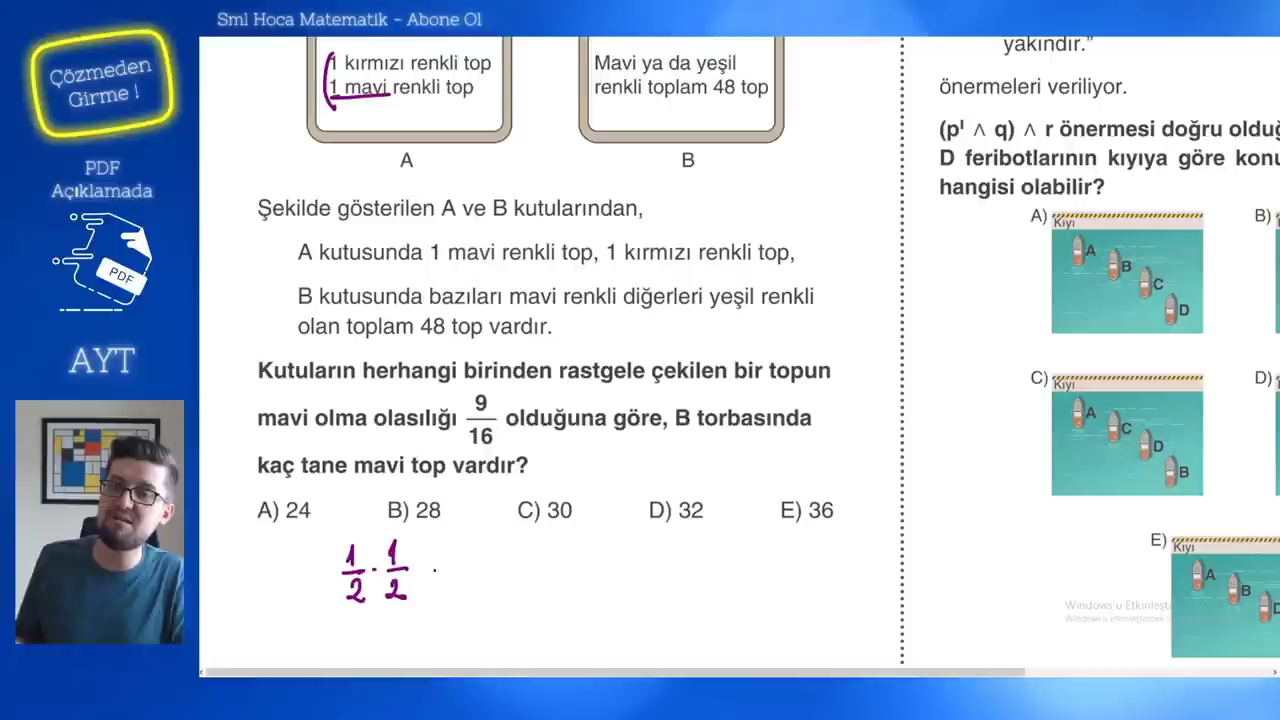 Sml Hoca Matematik - Abone Ol
Çözmeden
Girme !
PDF
Açıklamada
PDF
AYT
1 kırmızı renkli top
1 mavi renkli top
A
Mavi ya da yeşil
renkli toplam 48 top
B
Şekilde gösterilen A ve B kutularından,
A kutusunda 1 mavi renkli top, 1 kırmızı renkli top,
B kutusunda bazıları mavi renkli diğerleri yeşil renkli
olan toplam 48 top vardır.
Kutuların herhangi birinden rastgele çekilen bir topun
mavi olma olasılığı 9/16 olduğuna göre, B torbasında
kaç tane mavi top vardır?
A) 24 B) 28 C) 30 D) 32 E) 36
1/2 · 1/2 ·
yakındır."
önermeleri veriliyor.
(pᴵ ∧ q) ∧ r önermesi doğru
D feribotlarının kıyıya göre
hangisi olabilir?
A) Kıyı A B C D
B)
C) Kıyı A C D B
D)
E) Kıyı A B D
Windows'u